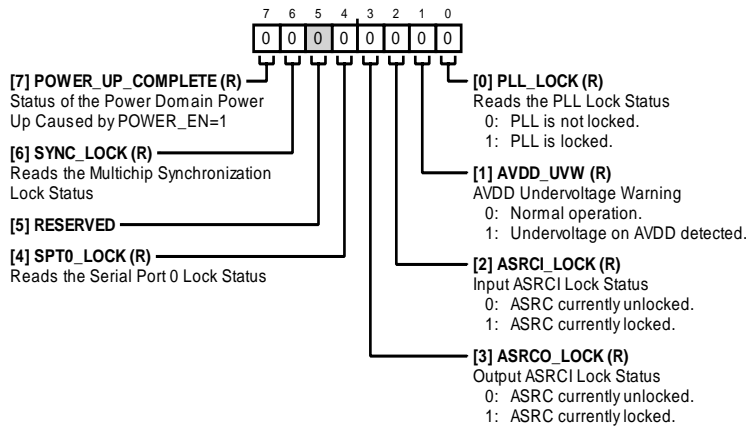 7 6 5 4 3 2 1 0
0 0 0 0 0 0 0 0
[7] POWER_UP_COMPLETE (R)
Status of the Power Domain Power
Up Caused by POWER_EN=1
[6] SYNC_LOCK (R)
Reads the Multichip Synchronization
Lock Status
[5] RESERVED
[4] SPT0_LOCK (R)
Reads the Serial Port 0 Lock Status
[0] PLL_LOCK (R)
Reads the PLL Lock Status
0: PLL is not locked.
1: PLL is locked.
[1] AVDD_UVW (R)
AVDD Undervoltage Warning
0: Normal operation.
1: Undervoltage on AVDD detected.
[2] ASRCI_LOCK (R)
Input ASRCI Lock Status
0: ASRC currently unlocked.
1: ASRC currently locked.
[3] ASRCO_LOCK (R)
Output ASRCI Lock Status
0: ASRC currently unlocked.
1: ASRC currently locked.